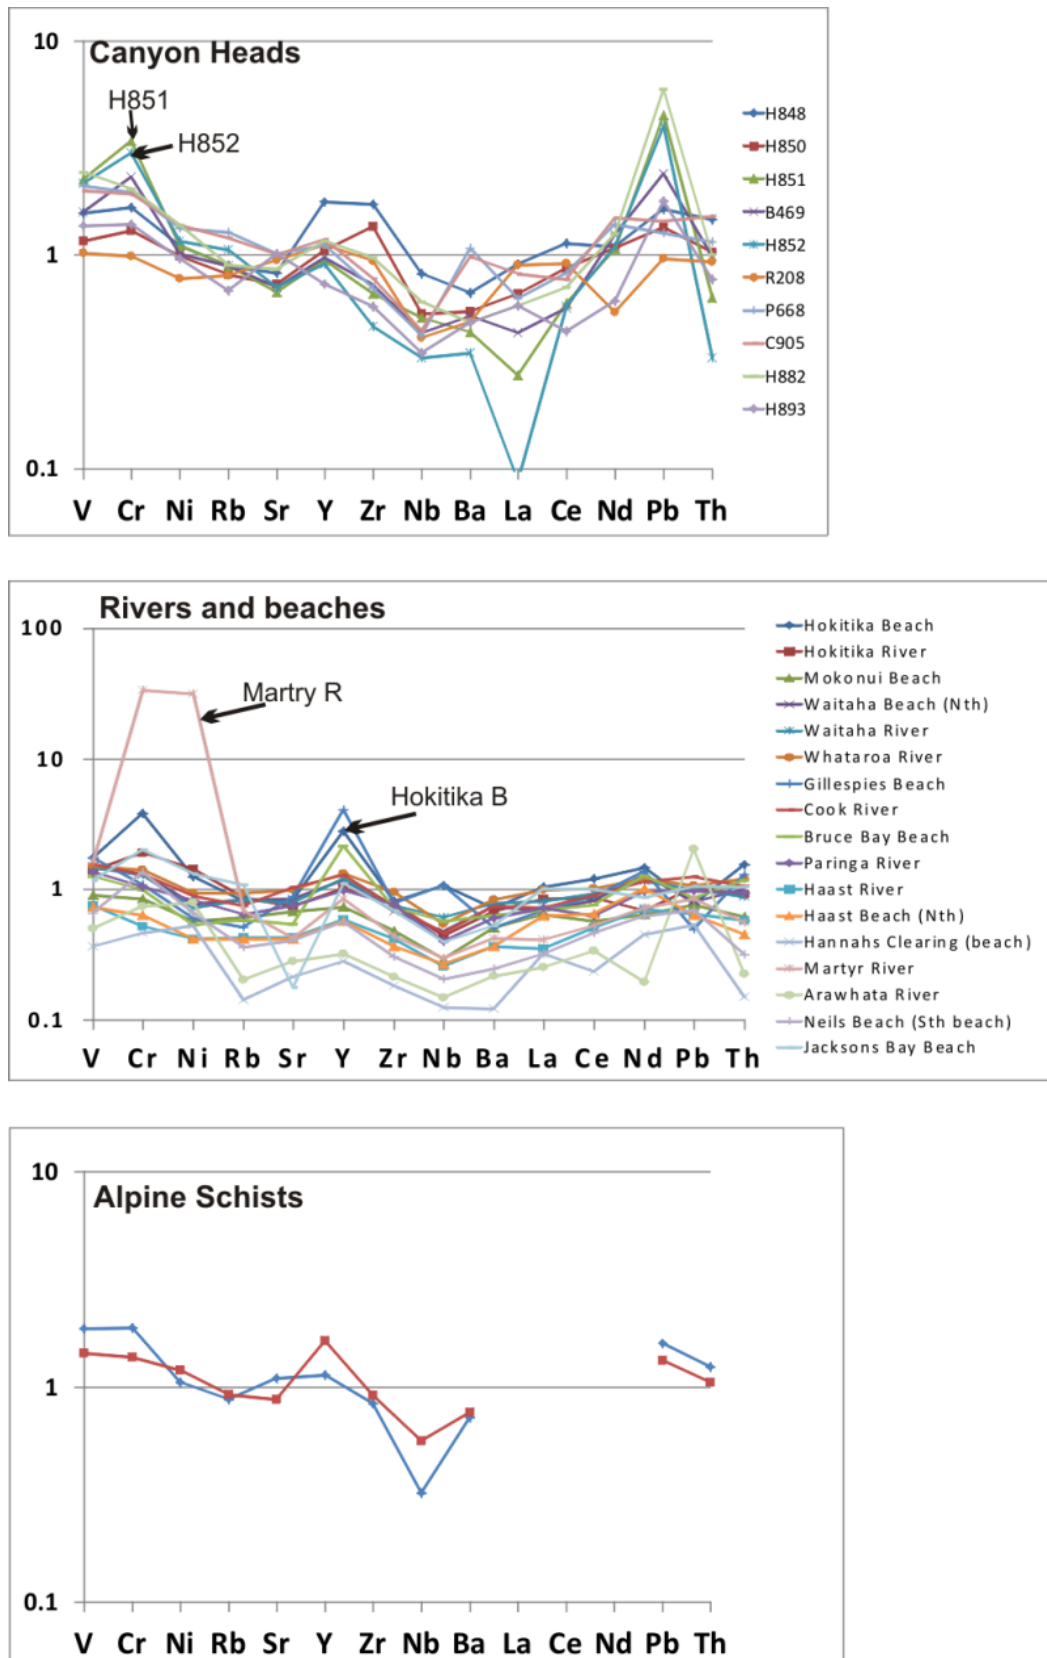 10
Canyon Heads
H851
H852
1
0.1
V Cr Ni Rb Sr Y Zr Nb Ba La Ce Nd Pb Th
H848
H850
H851
B469
H852
R208
P668
C905
H882
H893
Rivers and beaches
100
Martry R
10
Hokitika B
1
0.1
V Cr Ni Rb Sr Y Zr Nb Ba La Ce Nd Pb Th
Hokitika Beach
Hokitika River
Mokonui Beach
Waitaha Beach (Nth)
Waitaha River
Whataroa River
Gillespies Beach
Cook River
Bruce Bay Beach
Paringa River
Haast River
Haast Beach (Nth)
Hannahs Clearing (beach)
Martyr River
Arawhata River
Neils Beach (Sth beach)
Jacksons Bay Beach
10
Alpine Schists
1
0.1
V Cr Ni Rb Sr Y Zr Nb Ba La Ce Nd Pb Th